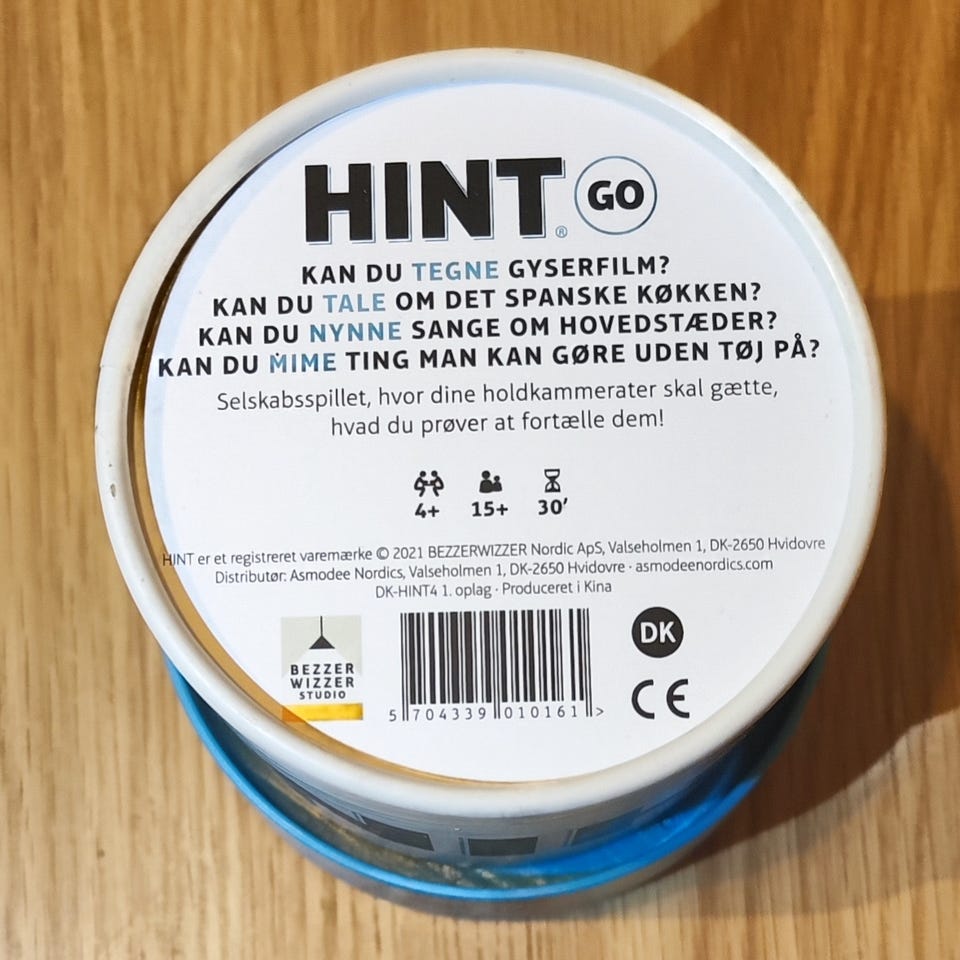 HINT® GO
KAN DU TEGNE GYSERFILM?
KAN DU TALE OM DET SPANSKE KØKKEN?
KAN DU NYNNE SANGE OM HOVEDSTÆDER?
KAN DU MIME TING MAN KAN GØRE UDEN TØJ PÅ?
Selskabsspillet, hvor dine holdkammerater skal gætte,
hvad du prøver at fortælle dem!
4+ 15+ 30’
HINT er et registreret varemærke © 2021 BEZZERWIZZER Nordic ApS, Valseholmen 1, DK-2650 Hvidovre
Distributør: Asmodee Nordics, Valseholmen 1, DK-2650 Hvidovre · asmodeenordics.com
DK-HINT4 1. oplag · Produceret i Kina
BEZZER
WIZZER
STUDIO
5 704339 010161 >
DK
CE